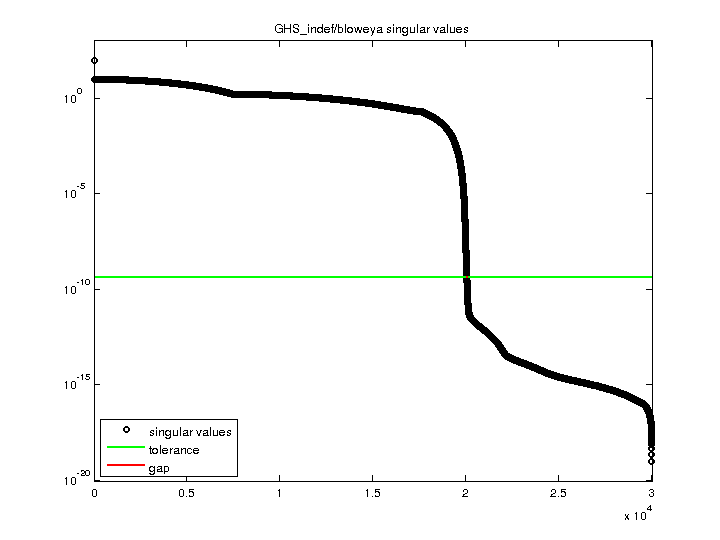 GHS_indef/bloweya singular values
10^0
10^-5
10^-10
10^-15
10^-20
singular values
tolerance
gap
0 0.5 1 1.5 2 2.5 3
x 10^4